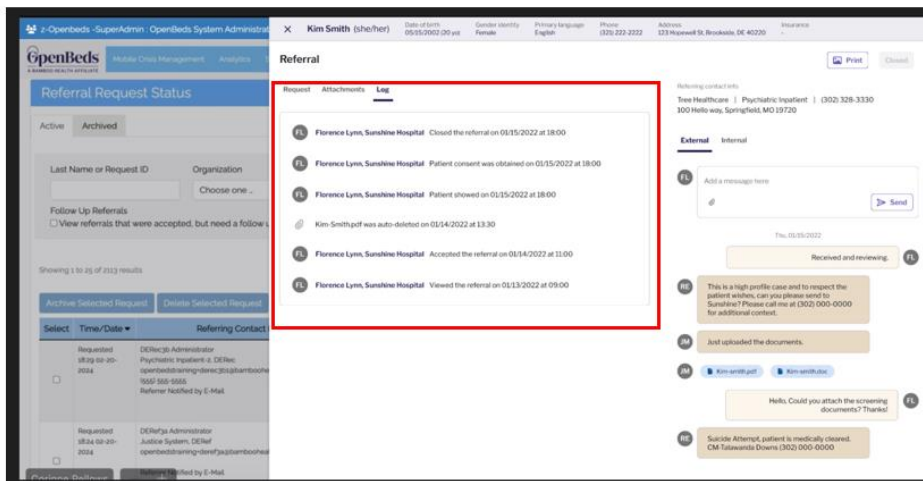 z-Openbeds -SuperAdmin : OpenBeds System Administrat
OpenBeds
A BAMBOO HEALTH AFFILIATE
Mobile Crisis Management Analytics
Referral Request Status
Active Archived
Last Name or Request ID Organization
Choose one ..
Follow Up Referrals
View referrals that were accepted, but need a follow
Showing 1 to 25 of 2113 results
Archive Selected Request Delete Selected Request
Select Time/Date Referring Contact
Requested
18:29 02-20-
2024
DERec3b Administrator
Psychiatric Inpatient-2, DERec
(555) 555-5555
Referrer Notified by E-Mail
Requested
18:24 02-20-
2024
DERef3a Administrator
Justice System, DERef
Notified by E-Mail
Kim Smith (she/her)
Date of birth
05/15/2002 (20 yo)
Gender identity
Female
Primary language
English
Phone
(321) 222-2222
Address
123 Hopewell St, Brookside, DE 40220
Insurance
-
Referral
Print
Closed
Request Attachments Log
FL Florence Lynn, Sunshine Hospital Closed the referral on 01/15/2022 at 18:00
FL Florence Lynn, Sunshine Hospital Patient consent was obtained on 01/15/2022 at 18:00
FL Florence Lynn, Sunshine Hospital Patient showed on 01/15/2022 at 18:00
Kim-Smith.pdf was auto-deleted on 01/14/2022 at 13:30
FL Florence Lynn, Sunshine Hospital Accepted the referral on 01/14/2022 at 11:00
FL Florence Lynn, Sunshine Hospital Viewed the referral on 01/13/2022 at 09:00
Referring contact info
Tree Healthcare | Psychiatric Inpatient | (302) 328-3330
100 Hello way, Springfield, MO 19720
External Internal
FL Add a message here
Send
Thu, 01/15/2022
Received and reviewing. FL
RE This is a high profile case and to respect the
patient wishes, can you please send to
Sunshine? Please call me at (302) 000-0000
for additional context.
JM Just uploaded the documents.
JM Kim-smith.pdf Kim-smith.doc
Hello, Could you attach the screening FL
documents? Thanks!
RE Suicide Attempt, patient is medically cleared.
CM-Talawanda Downs (302) 000-0000